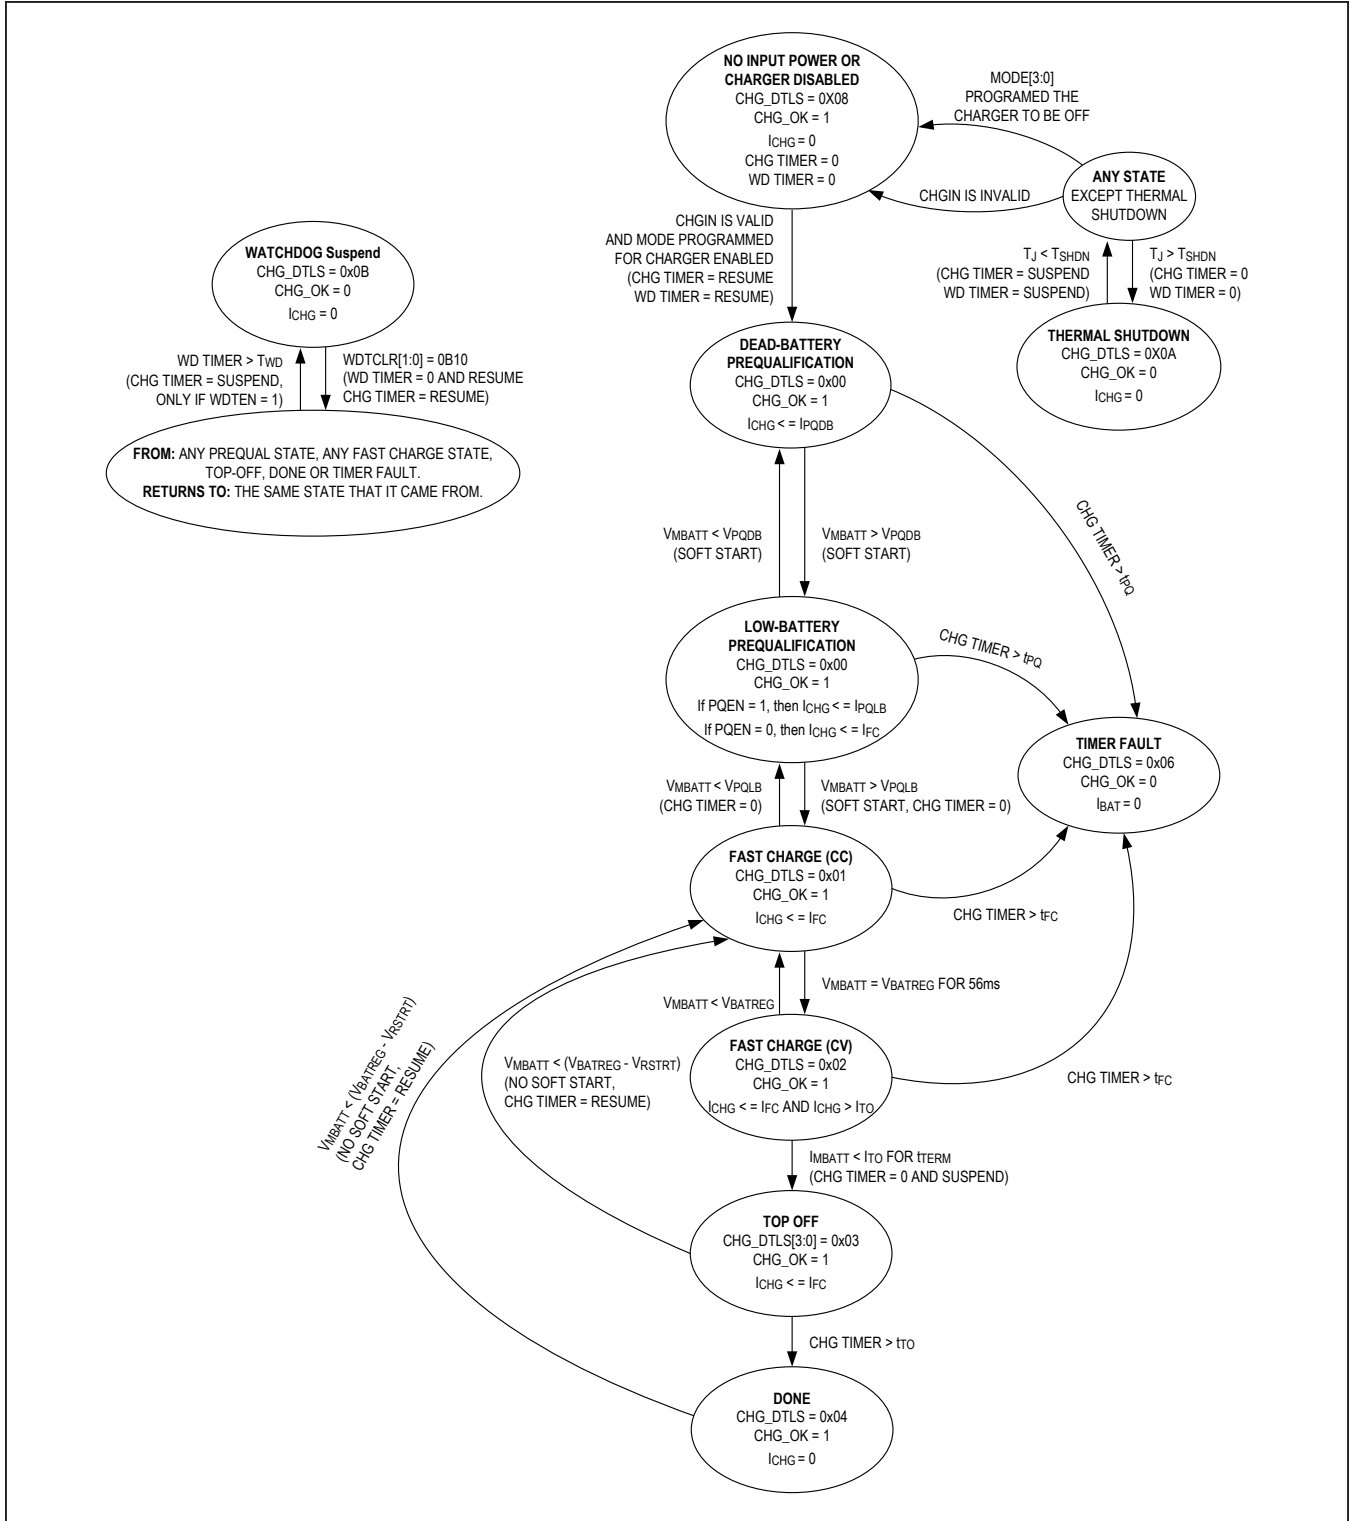 NO INPUT POWER OR
CHARGER DISABLED
CHG_DTLS = 0X08
CHG_OK = 1
ICHG = 0
CHG TIMER = 0
WD TIMER = 0
MODE[3:0]
PROGRAMED THE
CHARGER TO BE OFF
ANY STATE
EXCEPT THERMAL
SHUTDOWN
CHGIN IS INVALID
CHGIN IS VALID
AND MODE PROGRAMMED
FOR CHARGER ENABLED
(CHG TIMER = RESUME
WD TIMER = RESUME)
TJ < TSHDN
(CHG TIMER = SUSPEND
WD TIMER = SUSPEND)
TJ > TSHDN
(CHG TIMER = 0
WD TIMER = 0)
THERMAL SHUTDOWN
CHG_DTLS = 0X0A
CHG_OK = 0
ICHG = 0
WATCHDOG Suspend
CHG_DTLS = 0x0B
CHG_OK = 0
ICHG = 0
WD TIMER > TWD
(CHG TIMER = SUSPEND,
ONLY IF WDTEN = 1)
WDTCLR[1:0] = 0B10
(WD TIMER = 0 AND RESUME
CHG TIMER = RESUME)
FROM: ANY PREQUAL STATE, ANY FAST CHARGE STATE,
TOP-OFF, DONE OR TIMER FAULT.
RETURNS TO: THE SAME STATE THAT IT CAME FROM.
DEAD-BATTERY
PREQUALIFICATION
CHG_DTLS = 0x00
CHG_OK = 1
ICHG < = IPQDB
VMBATT < VPQDB
(SOFT START)
VMBATT > VPQDB
(SOFT START)
CHG TIMER > tPQ
LOW-BATTERY
PREQUALIFICATION
CHG_DTLS = 0x00
CHG_OK = 1
If PQEN = 1, then ICHG < = IPQLB
If PQEN = 0, then ICHG < = IFC
CHG TIMER > tPQ
TIMER FAULT
CHG_DTLS = 0x06
CHG_OK = 0
IBAT = 0
VMBATT < VPQLB
(CHG TIMER = 0)
VMBATT > VPQLB
(SOFT START, CHG TIMER = 0)
FAST CHARGE (CC)
CHG_DTLS = 0x01
CHG_OK = 1
ICHG < = IFC
CHG TIMER > tFC
VMBATT < VBATREG
VMBATT = VBATREG FOR 56ms
FAST CHARGE (CV)
CHG_DTLS = 0x02
CHG_OK = 1
ICHG < = IFC AND ICHG > ITO
CHG TIMER > tFC
VMBATT < (VBATREG - VRSTRT)
(NO SOFT START,
CHG TIMER = RESUME)
VMBATT < (VBATREG - VRSTRT)
(NO SOFT START,
CHG TIMER = RESUME)
IMBATT < ITO FOR tTERM
(CHG TIMER = 0 AND SUSPEND)
TOP OFF
CHG_DTLS[3:0] = 0x03
CHG_OK = 1
ICHG < = IFC
CHG TIMER > tTO
DONE
CHG_DTLS = 0x04
CHG_OK = 1
ICHG = 0